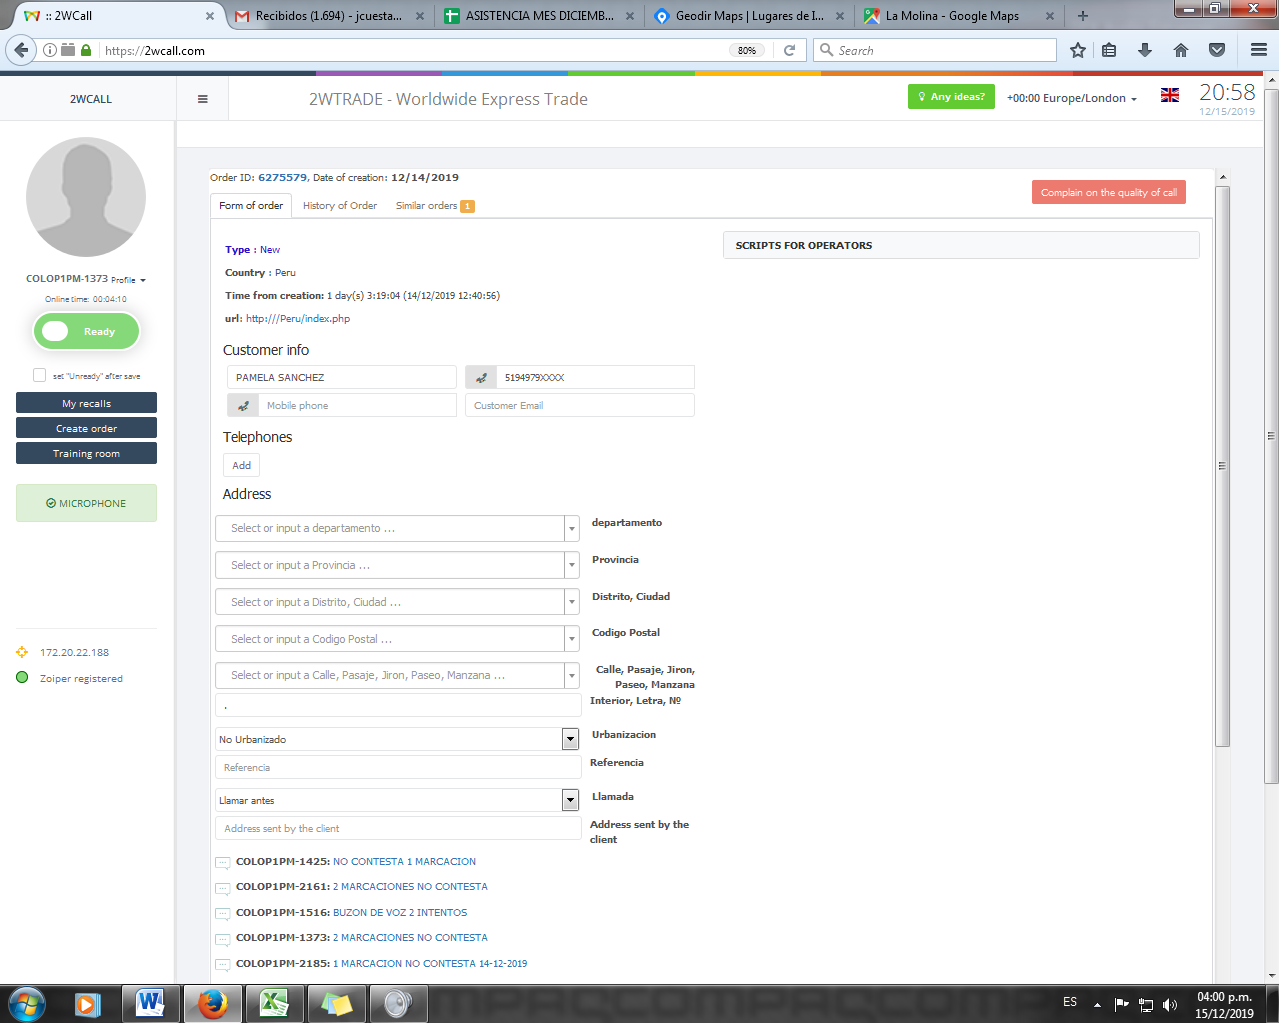 :: 2WCall
Recibidos (1.694) - jcuesta...
ASISTENCIA MES DICIEMB...
Geodir Maps | Lugares de I...
La Molina - Google Maps
https://2wcall.com
80%
Search
2WCALL
2WTRADE - Worldwide Express Trade
Any ideas?
+00:00 Europe/London
20:58
12/15/2019
Order ID: 6275579, Date of creation: 12/14/2019
Complain on the quality of call
Form of order
History of Order
Similar orders 1
COLOP1PM-1373 Profile
Online time: 00:04:10
Ready
set "Unready" after save
My recalls
Create order
Training room
MICROPHONE
172.20.22.188
Zoiper registered
Type : New
Country : Peru
Time from creation: 1 day(s) 3:19:04 (14/12/2019 12:40:56)
url: http:///Peru/index.php
SCRIPTS FOR OPERATORS
Customer info
PAMELA SANCHEZ
5194979XXXX
Mobile phone
Customer Email
Telephones
Add
Address
Select or input a departamento ...
departamento
Select or input a Provincia ...
Provincia
Select or input a Distrito, Ciudad ...
Distrito, Ciudad
Select or input a Codigo Postal ...
Codigo Postal
Select or input a Calle, Pasaje, Jiron, Paseo, Manzana ...
Calle, Pasaje, Jiron,
Paseo, Manzana
.
Interior, Letra, №
No Urbanizado
Urbanizacion
Referencia
Referencia
Llamar antes
Llamada
Address sent by the client
Address sent by the
client
COLOP1PM-1425: NO CONTESTA 1 MARCACION
COLOP1PM-2161: 2 MARCACIONES NO CONTESTA
COLOP1PM-1516: BUZON DE VOZ 2 INTENTOS
COLOP1PM-1373: 2 MARCACIONES NO CONTESTA
COLOP1PM-2185: 1 MARCACION NO CONTESTA 14-12-2019
ES
04:00 p.m.
15/12/2019